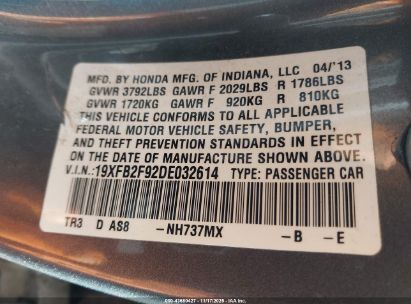 MFD. BY HONDA MFG. OF INDIANA, LLC 04/'13
GVWR 3792LBS GAWR F 2029LBS R 1786LBS
GVWR 1720KG GAWR F 920KG R 810KG
THIS VEHICLE CONFORMS TO ALL APPLICABLE
FEDERAL MOTOR VEHICLE SAFETY, BUMPER,
AND THEFT PREVENTION STANDARDS IN EFFECT
ON THE DATE OF MANUFACTURE SHOWN ABOVE.
V.I.N.: 19XFB2F92DE032614 TYPE: PASSENGER CAR
TR3 D AS8 -NH737MX -B -E